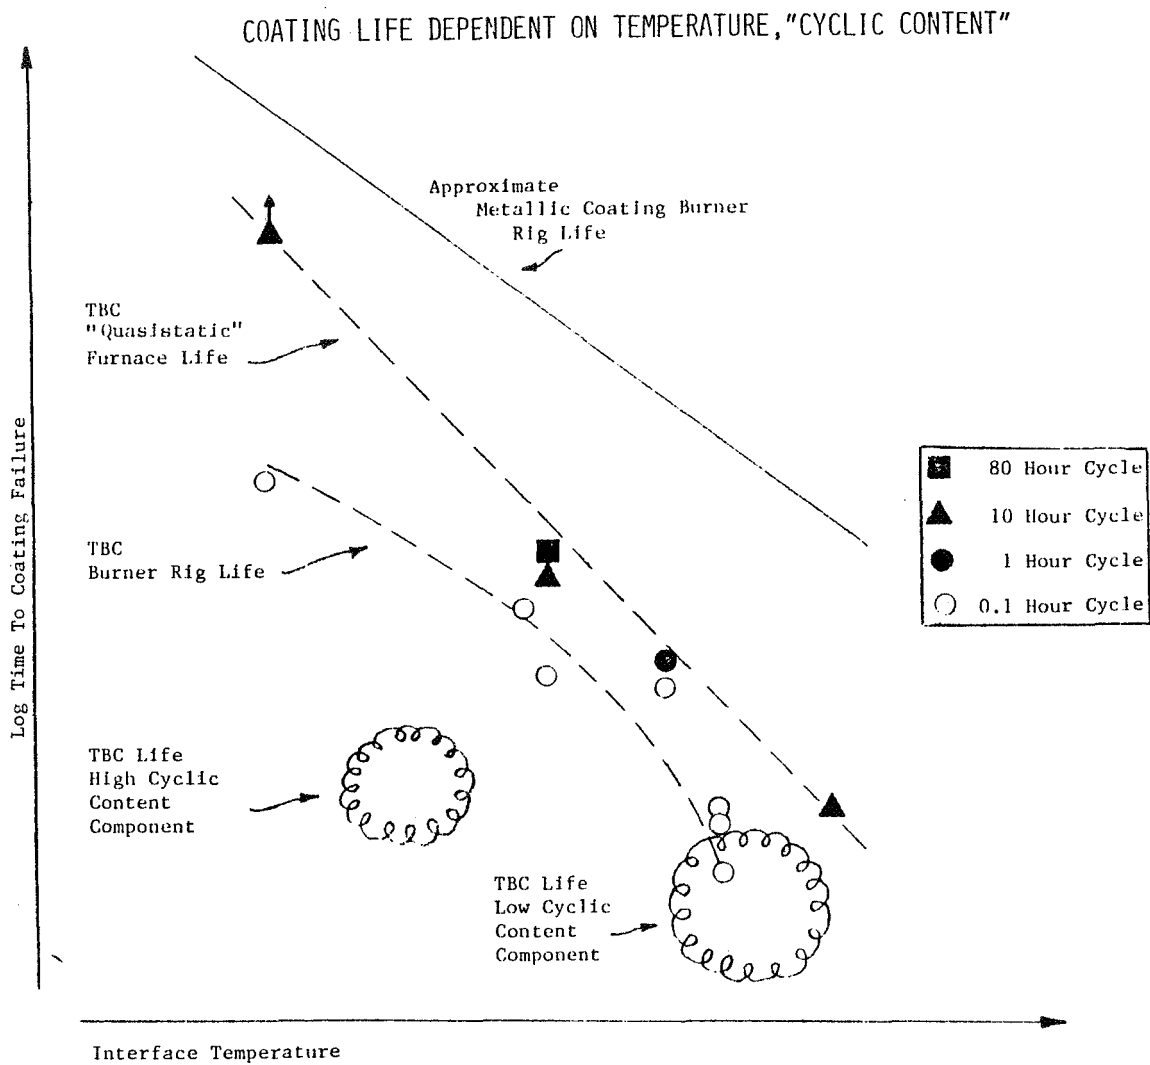 COATING LIFE DEPENDENT ON TEMPERATURE, "CYCLIC CONTENT"
Approximate
Metallic Coating Burner
Rig Life
TBC
"Quasistatic"
Furnace Life
Log Time To Coating Failure
80 Hour Cycle
10 Hour Cycle
1 Hour Cycle
0.1 Hour Cycle
TBC
Burner Rig Life
TBC Life
High Cyclic
Content
Component
TBC Life
Low Cyclic
Content
Component
Interface Temperature